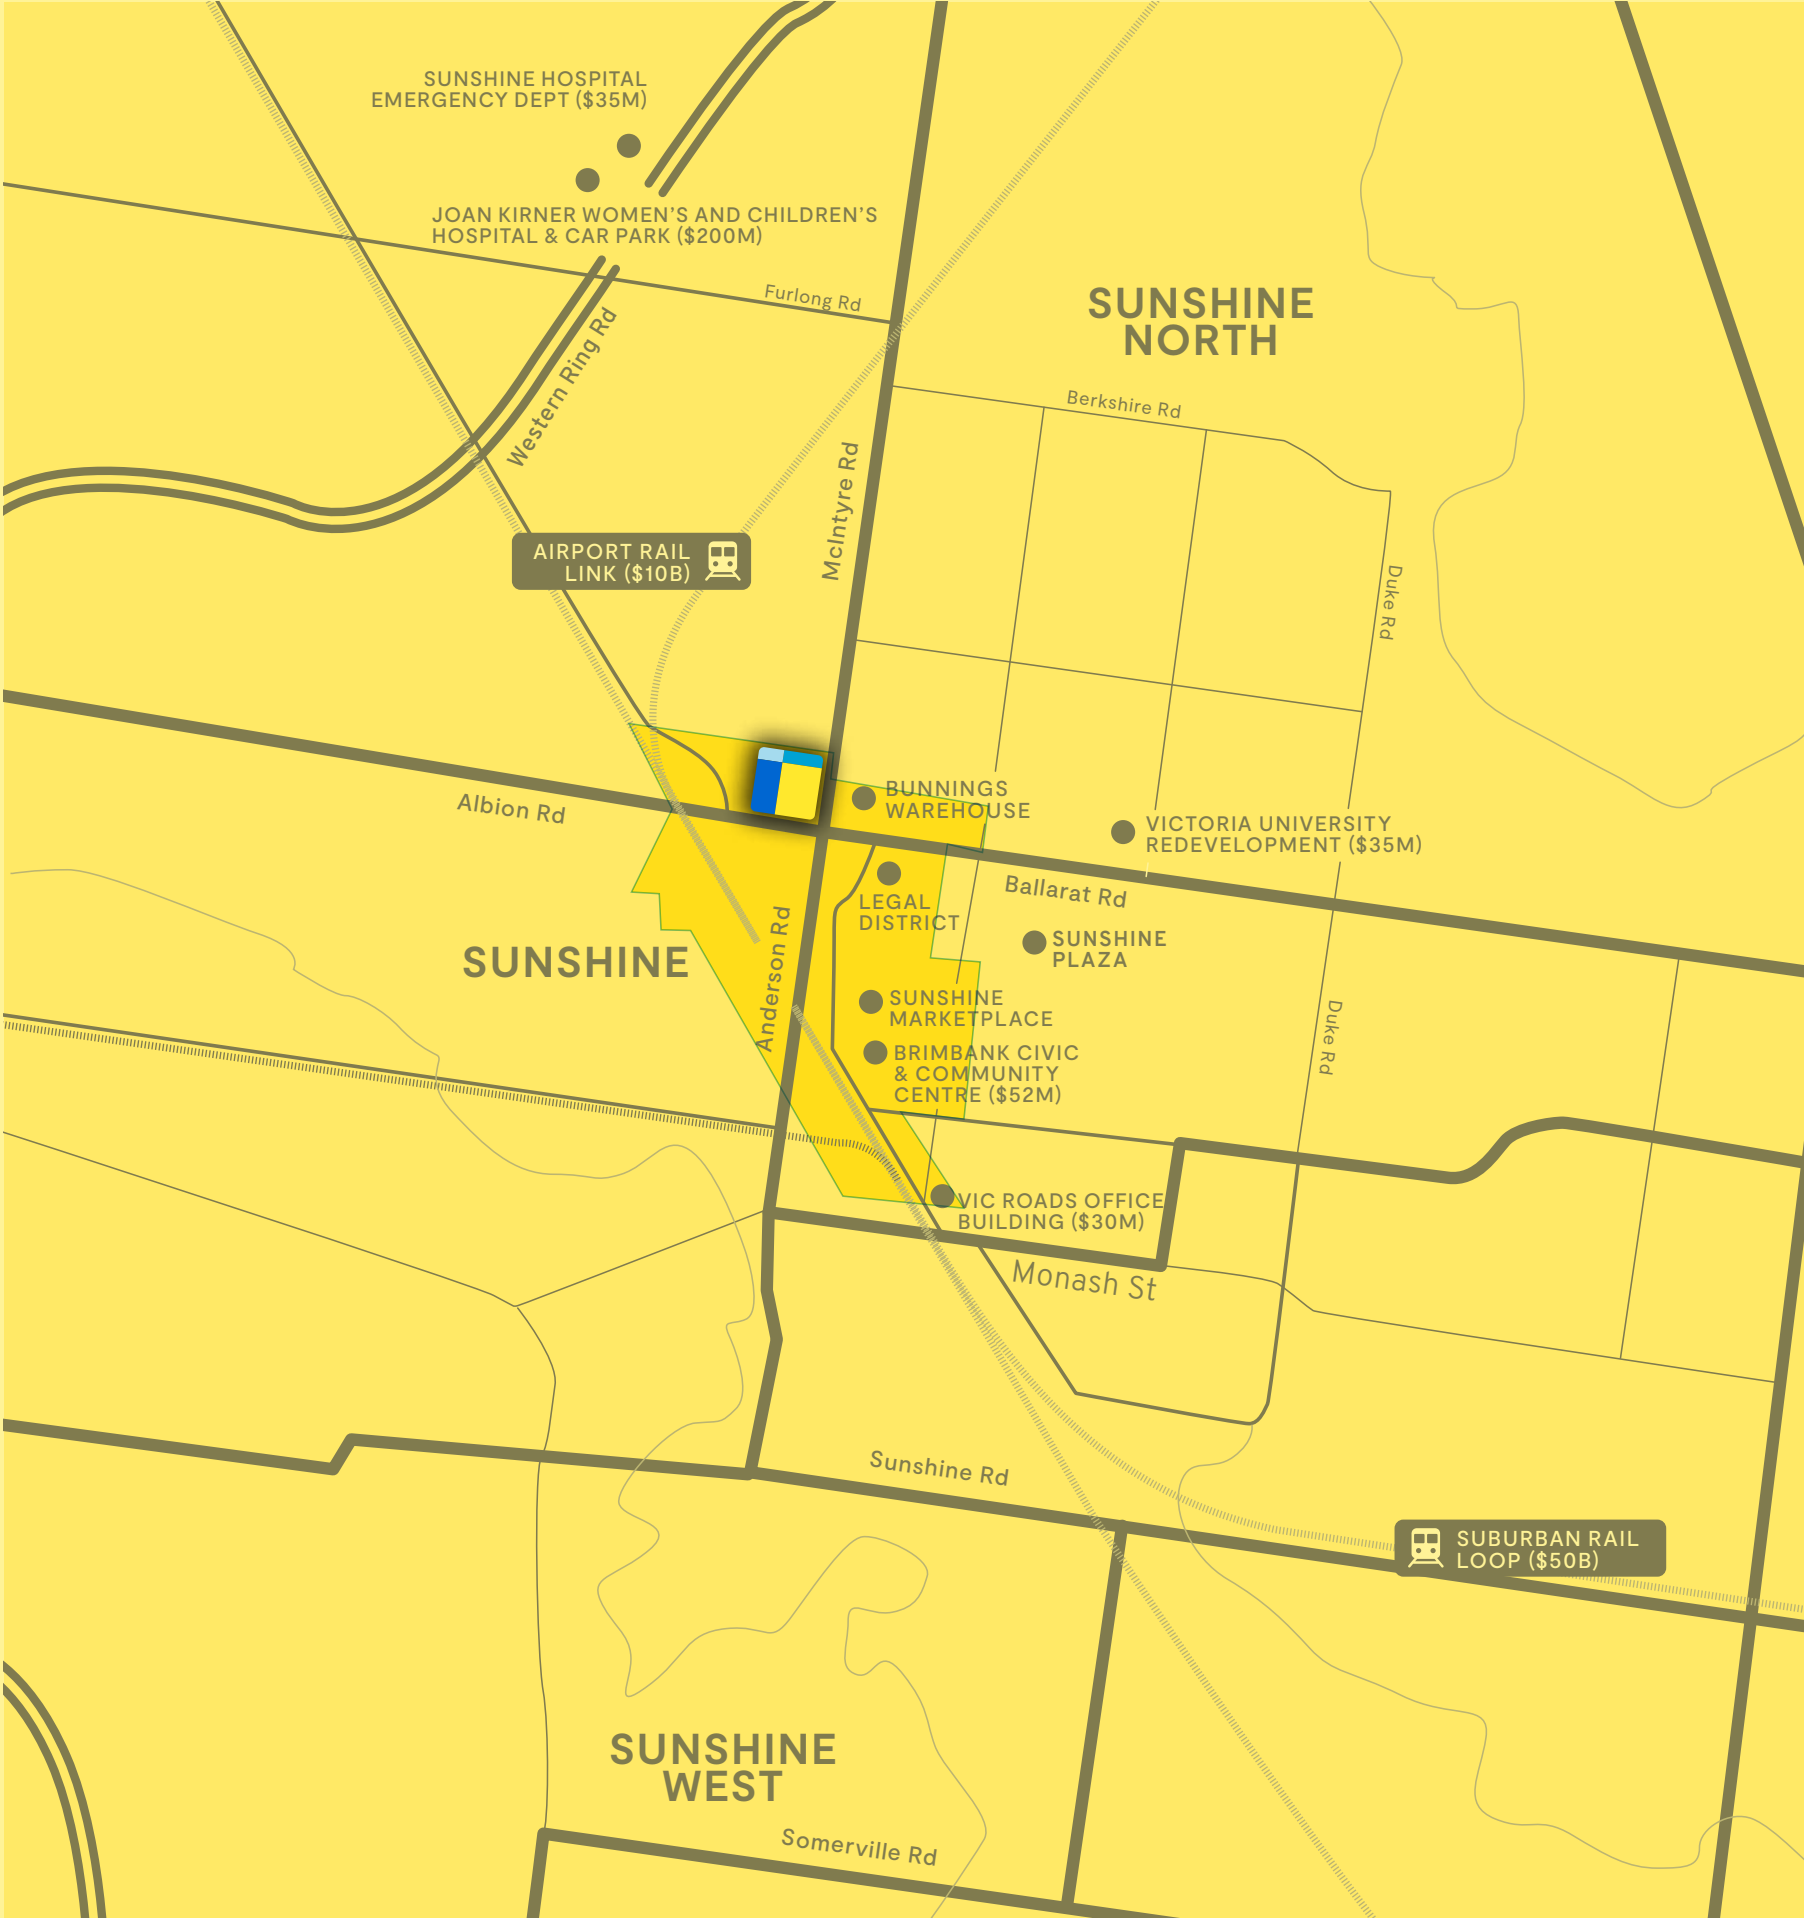 SUNSHINE HOSPITAL
EMERGENCY DEPT ($35M)
JOAN KIRNER WOMEN'S AND CHILDREN'S
HOSPITAL & CAR PARK ($200M)
Furlong Rd
SUNSHINE
NORTH
Western Ring Rd
Berkshire Rd
McIntyre Rd
AIRPORT RAIL
LINK ($10B)
Duke Rd
Albion Rd
BUNNINGS
WAREHOUSE
VICTORIA UNIVERSITY
REDEVELOPMENT ($35M)
Ballarat Rd
LEGAL
DISTRICT
SUNSHINE
PLAZA
SUNSHINE
Anderson Rd
SUNSHINE
MARKETPLACE
Duke Rd
BRIMBANK CIVIC
& COMMUNITY
CENTRE ($52M)
VIC ROADS OFFICE
BUILDING ($30M)
Monash St
Sunshine Rd
SUBURBAN RAIL
LOOP ($50B)
SUNSHINE
WEST
Somerville Rd